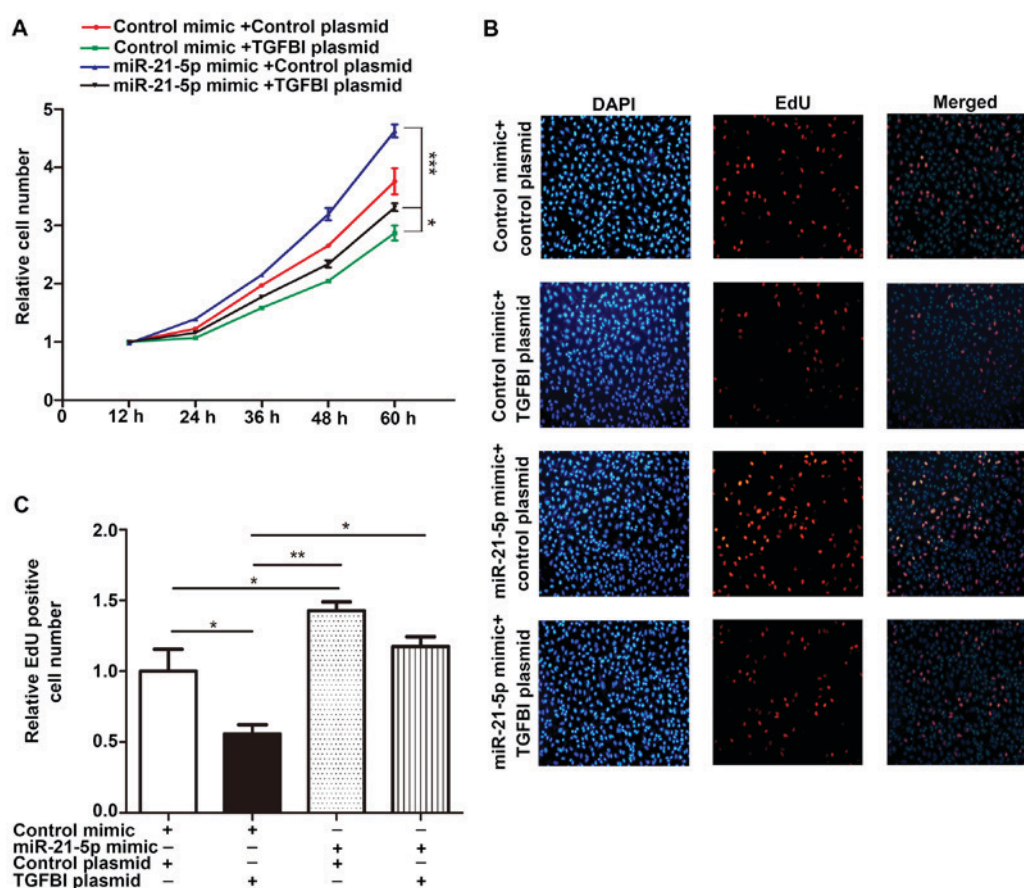 A
Control mimic +Control plasmid
Control mimic +TGFBI plasmid
miR-21-5p mimic +Control plasmid
miR-21-5p mimic +TGFBI plasmid
Relative cell number
5
4
3
2
1
0
0 12 h 24 h 36 h 48 h 60 h
***
*
B
DAPI EdU Merged
Control mimic+
control plasmid
Control mimic+
TGFBI plasmid
miR-21-5p mimic+
control plasmid
miR-21-5p mimic+
TGFBI plasmid
C
Relative EdU positive
cell number
2.0
1.5
1.0
0.5
0.0
*
**
*
*
Control mimic + + – –
miR-21-5p mimic – – + +
Control plasmid + – + –
TGFBI plasmid – + – +